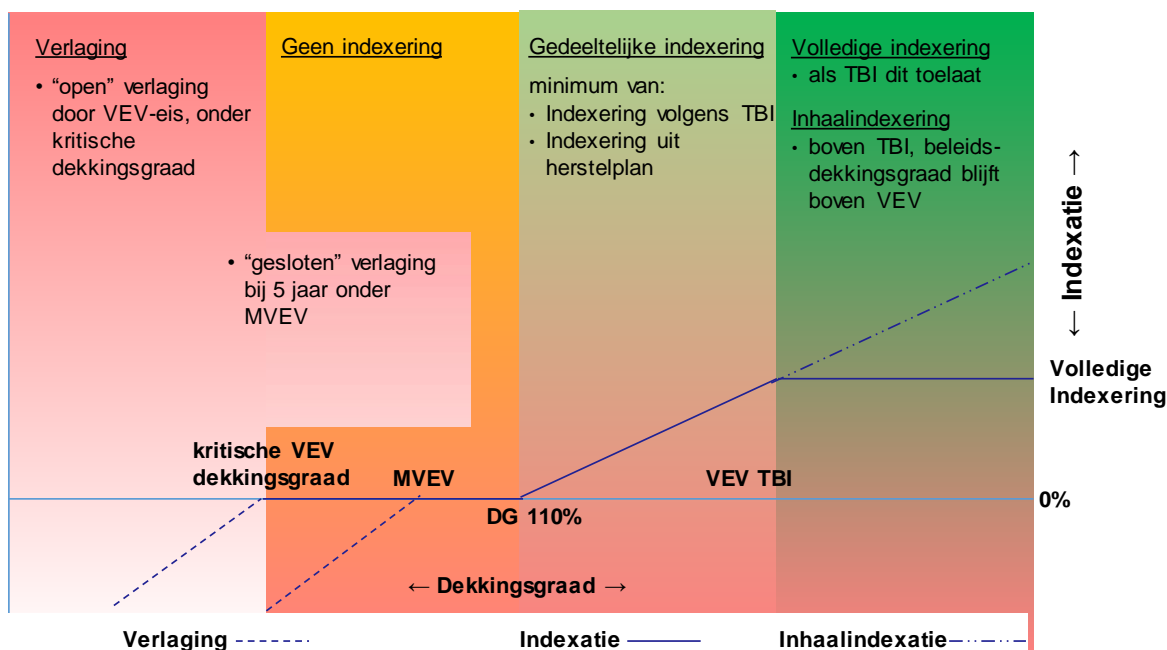 Verlaging
• “open” verlaging
door VEV-eis, onder
kritische
dekkingsgraad
Geen indexering
• “gesloten” verlaging
bij 5 jaar onder
MVEV
Gedeeltelijke indexering
minimum van:
• Indexering volgens TBI
• Indexering uit
herstelplan
Volledige indexering
• als TBI dit toelaat
Inhaalindexering
• boven TBI, beleids-
dekkingsgraad blijft
boven VEV
← Indexatie →
Volledige
Indexering
kritische VEV
dekkingsgraad
MVEV
VEV TBI
0%
DG 110%
← Dekkingsgraad →
Verlaging
Indexatie
Inhaalindexatie